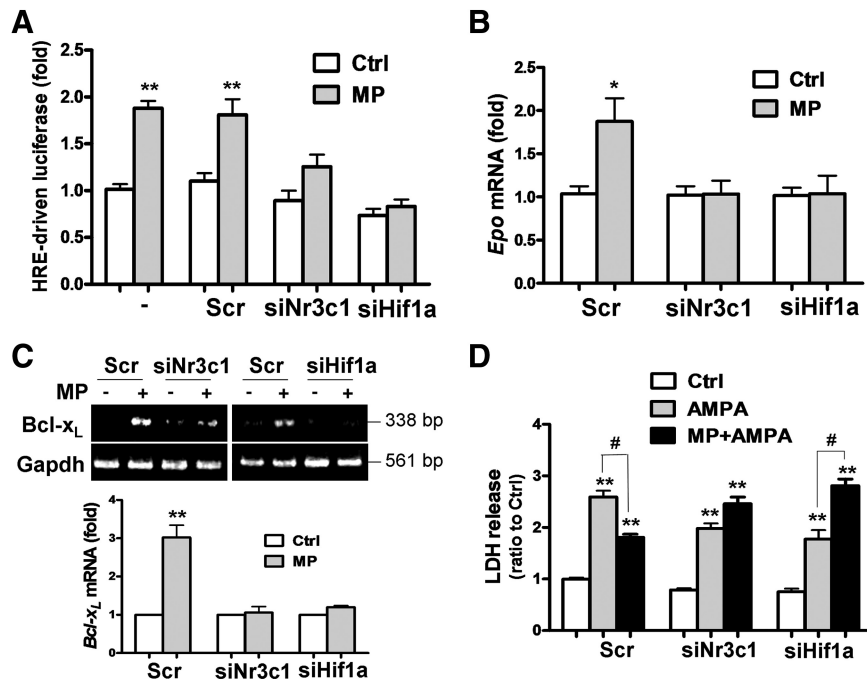 A
HRE-driven luciferase (fold)
2.5
2.0
1.5
1.0
0.5
0.0
Ctrl
MP
** **
- Scr siNr3c1 siHif1a
B
Epo mRNA (fold)
2.5
2.0
1.5
1.0
0.5
0.0
Ctrl
MP
*
Scr siNr3c1 siHif1a
C
Scr siNr3c1 Scr siHif1a
MP - + - + - + - +
Bcl-xL 338 bp
Gapdh 561 bp
Bcl-xL mRNA (fold)
4
3
2
1
0
**
Ctrl
MP
Scr siNr3c1 siHif1a
D
Ctrl
AMPA
MP+AMPA
LDH release
(ratio to Ctrl)
4
3
2
1
0
# #
** ** ** ** ** **
Scr siNr3c1 siHif1a